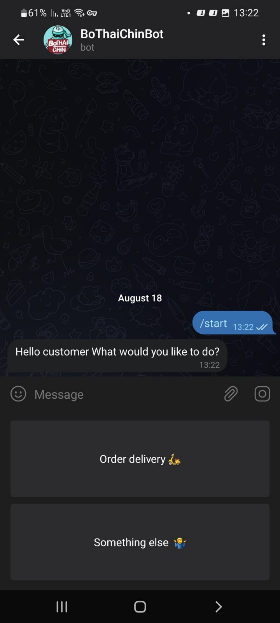 61%
13:22
BoThaiChinBot
bot
August 18
/start 13:22
Hello customer What would you like to do?
13:22
Message
Order delivery 🛵
Something else 🤷‍♂️